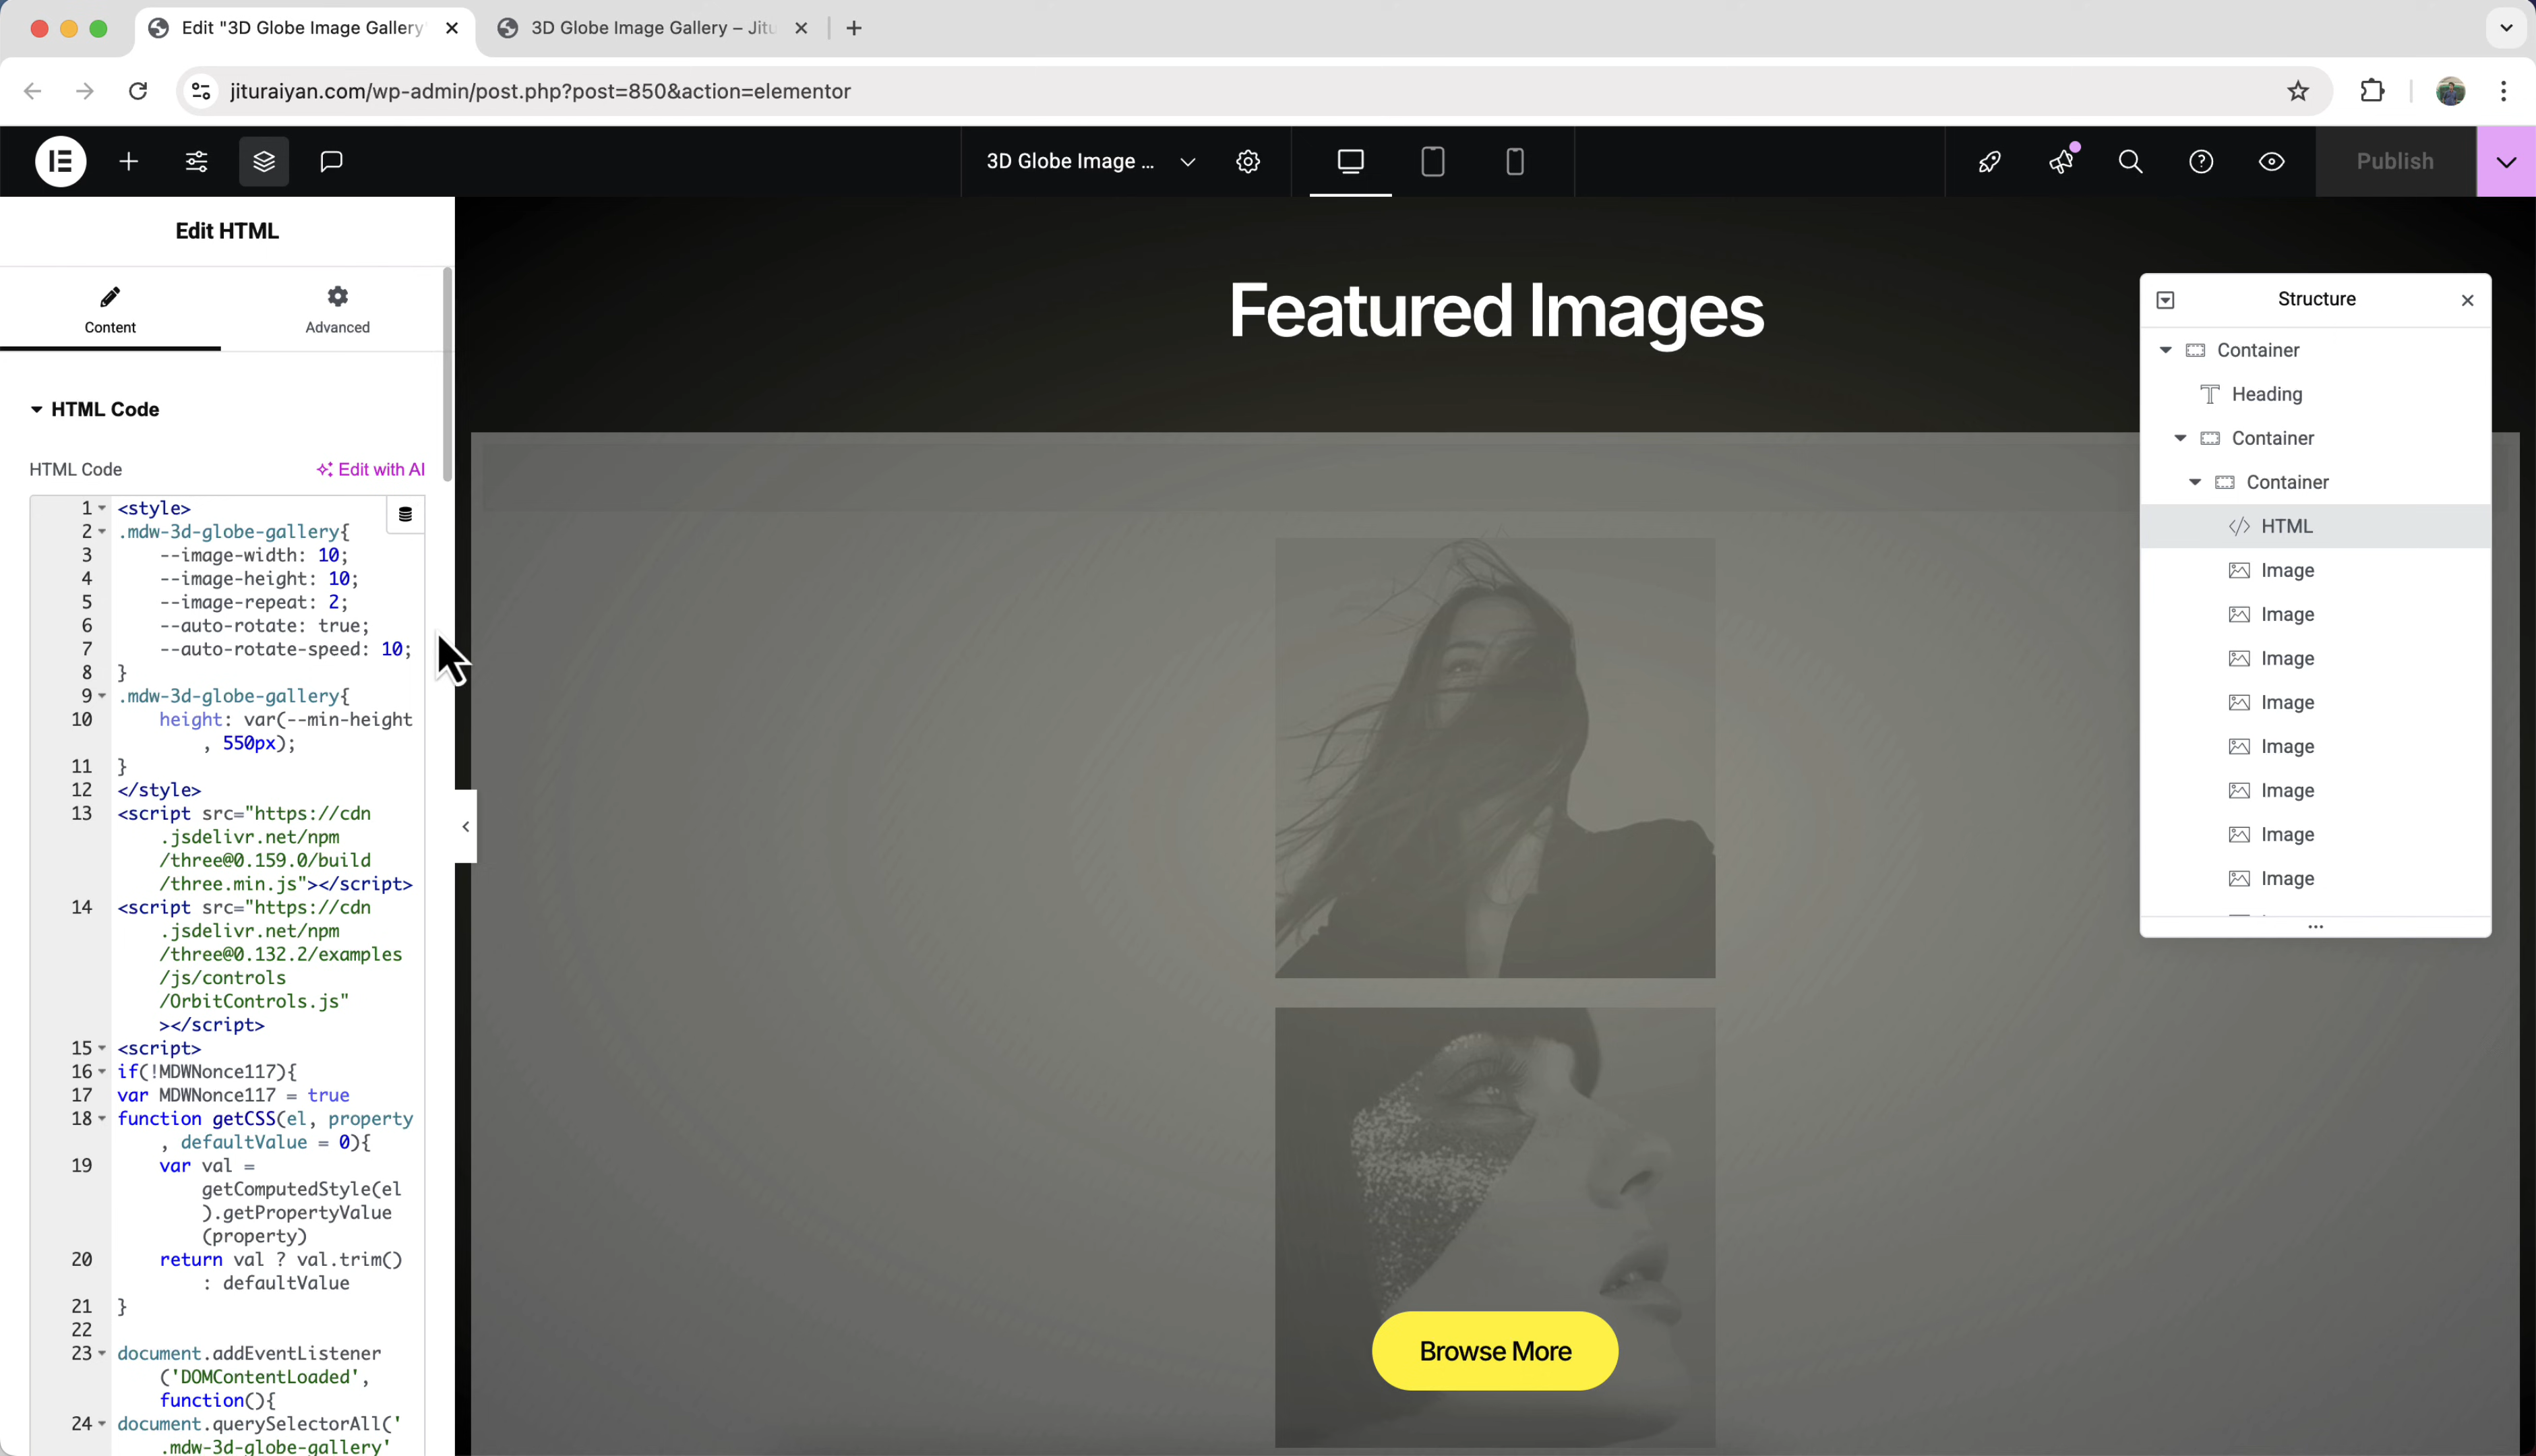 Edit "3D Globe Image Gallery"
3D Globe Image Gallery – Jitu
jituraiyan.com/wp-admin/post.php?post=850&action=elementor
3D Globe Image ...
Publish
Edit HTML
Content
Advanced
HTML Code
HTML Code
Edit with AI
1 <style>
2 .mdw-3d-globe-gallery{
3 --image-width: 10;
4 --image-height: 10;
5 --image-repeat: 2;
6 --auto-rotate: true;
7 --auto-rotate-speed: 10;
8 }
9 .mdw-3d-globe-gallery{
10 height: var(--min-height
, 550px);
11 }
12 </style>
13 <script src="https://cdn
.jsdelivr.net/npm
/three@0.159.0/build
/three.min.js"></script>
14 <script src="https://cdn
.jsdelivr.net/npm
/three@0.132.2/examples
/js/controls
/OrbitControls.js"
></script>
15 <script>
16 if(!MDWNonce117){
17 var MDWNonce117 = true
18 function getCSS(el, property
, defaultValue = 0){
19 var val =
getComputedStyle(el
).getPropertyValue
(property)
20 return val ? val.trim()
: defaultValue
21 }
22
23 document.addEventListener
('DOMContentLoaded',
function(){
24 document.querySelectorAll('
.mdw-3d-globe-gallery'
Featured Images
Browse More
Structure
Container
Heading
Container
Container
HTML
Image
Image
Image
Image
Image
Image
Image
Image